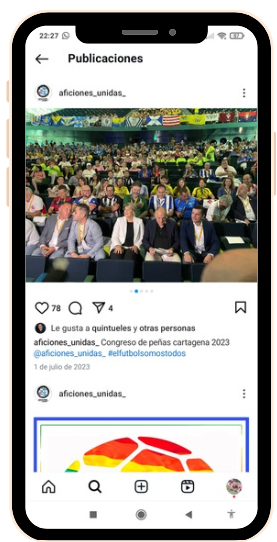 22:27
Publicaciones
aficiones_unidas_
78
4
Le gusta a quintueles y otras personas
aficiones_unidas_ Congreso de peñas cartagena 2023
@aficiones_unidas_ #elfutbolsomostodos
1 de julio de 2023
aficiones_unidas_